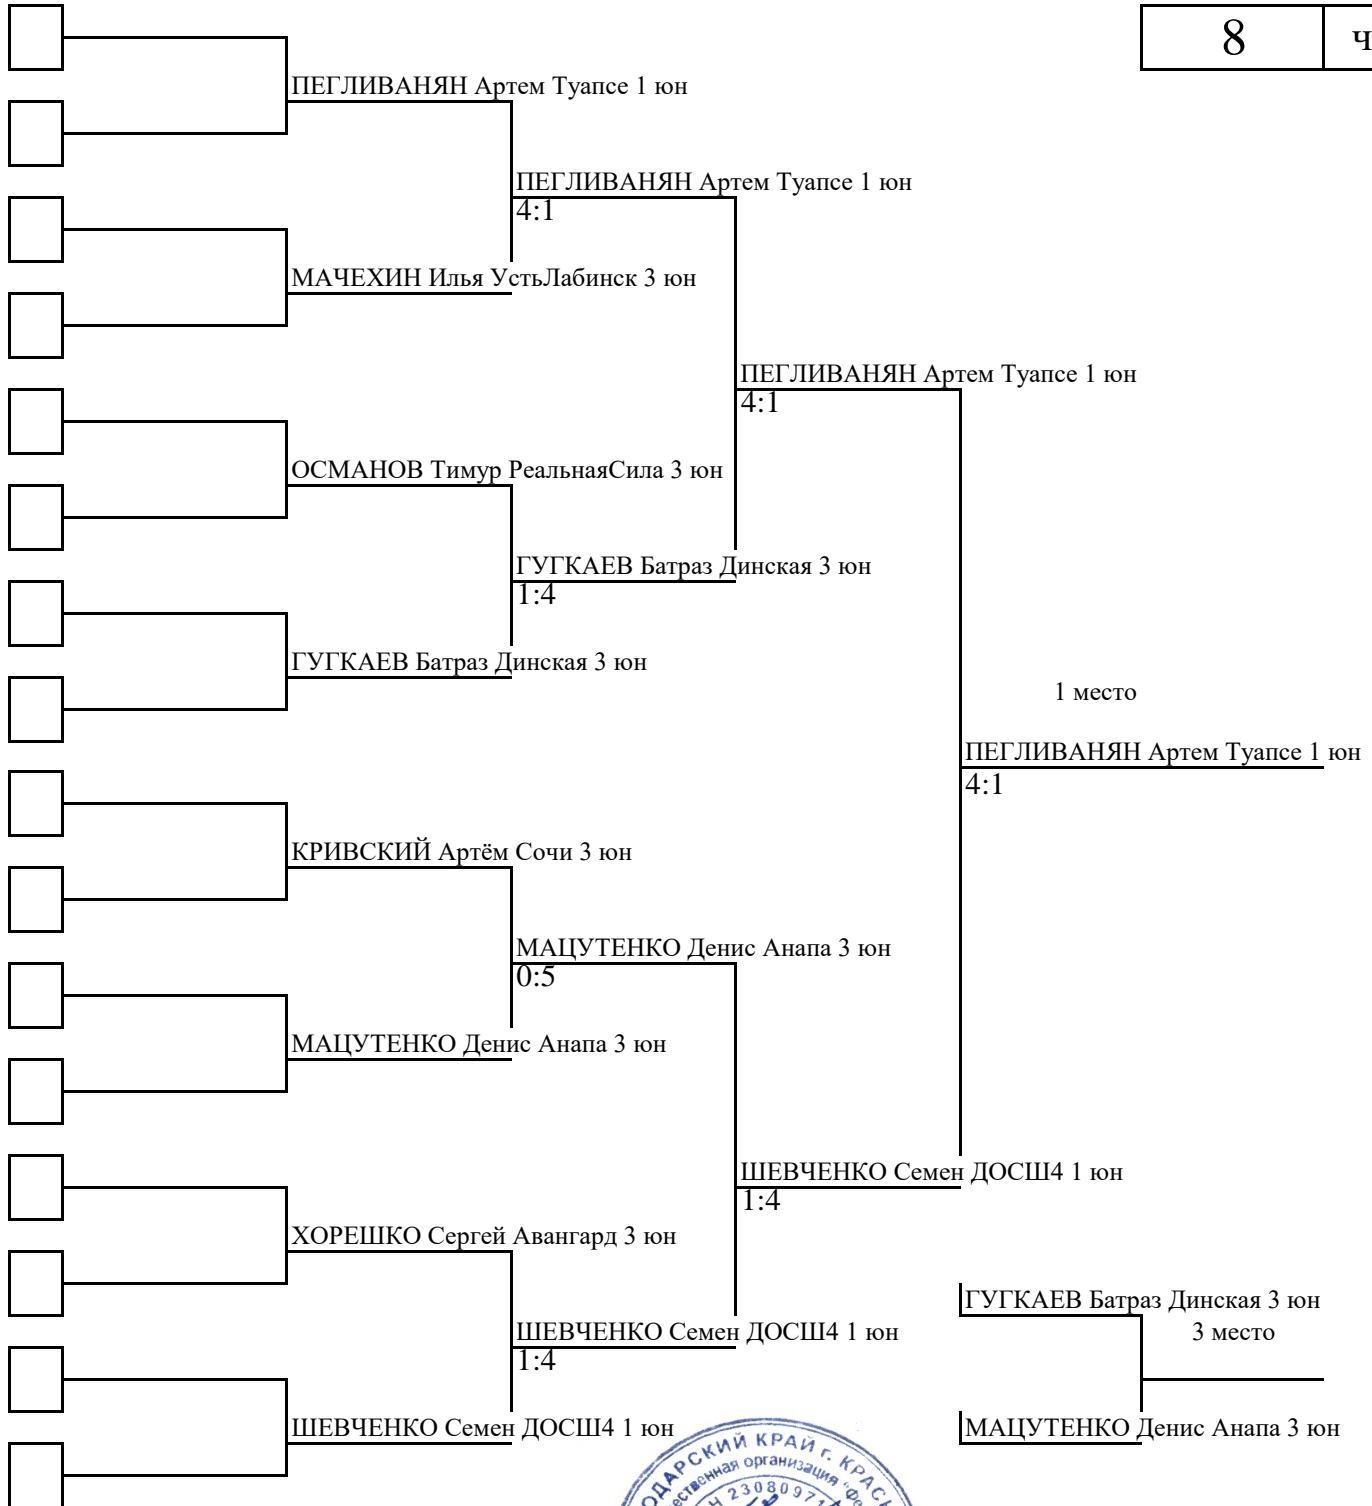 8 ч
ПЕГЛИВАНЯН Артем Туапсе 1 юн
ПЕГЛИВАНЯН Артем Туапсе 1 юн
4:1
МАЧЕХИН Илья УстьЛабинск 3 юн
ПЕГЛИВАНЯН Артем Туапсе 1 юн
4:1
ОСМАНОВ Тимур РеальнаяСила 3 юн
ГУГКАЕВ Батраз Динская 3 юн
1:4
ГУГКАЕВ Батраз Динская 3 юн
1 место
ПЕГЛИВАНЯН Артем Туапсе 1 юн
4:1
КРИВСКИЙ Артём Сочи 3 юн
МАЦУТЕНКО Денис Анапа 3 юн
0:5
МАЦУТЕНКО Денис Анапа 3 юн
ШЕВЧЕНКО Семен ДОСШ4 1 юн
1:4
ХОРЕШКО Сергей Авангард 3 юн
ГУГКАЕВ Батраз Динская 3 юн
ШЕВЧЕНКО Семен ДОСШ4 1 юн
3 место
1:4
ШЕВЧЕНКО Семен ДОСШ4 1 юн
МАЦУТЕНКО Денис Анапа 3 юн
КРАЙ г.
организация